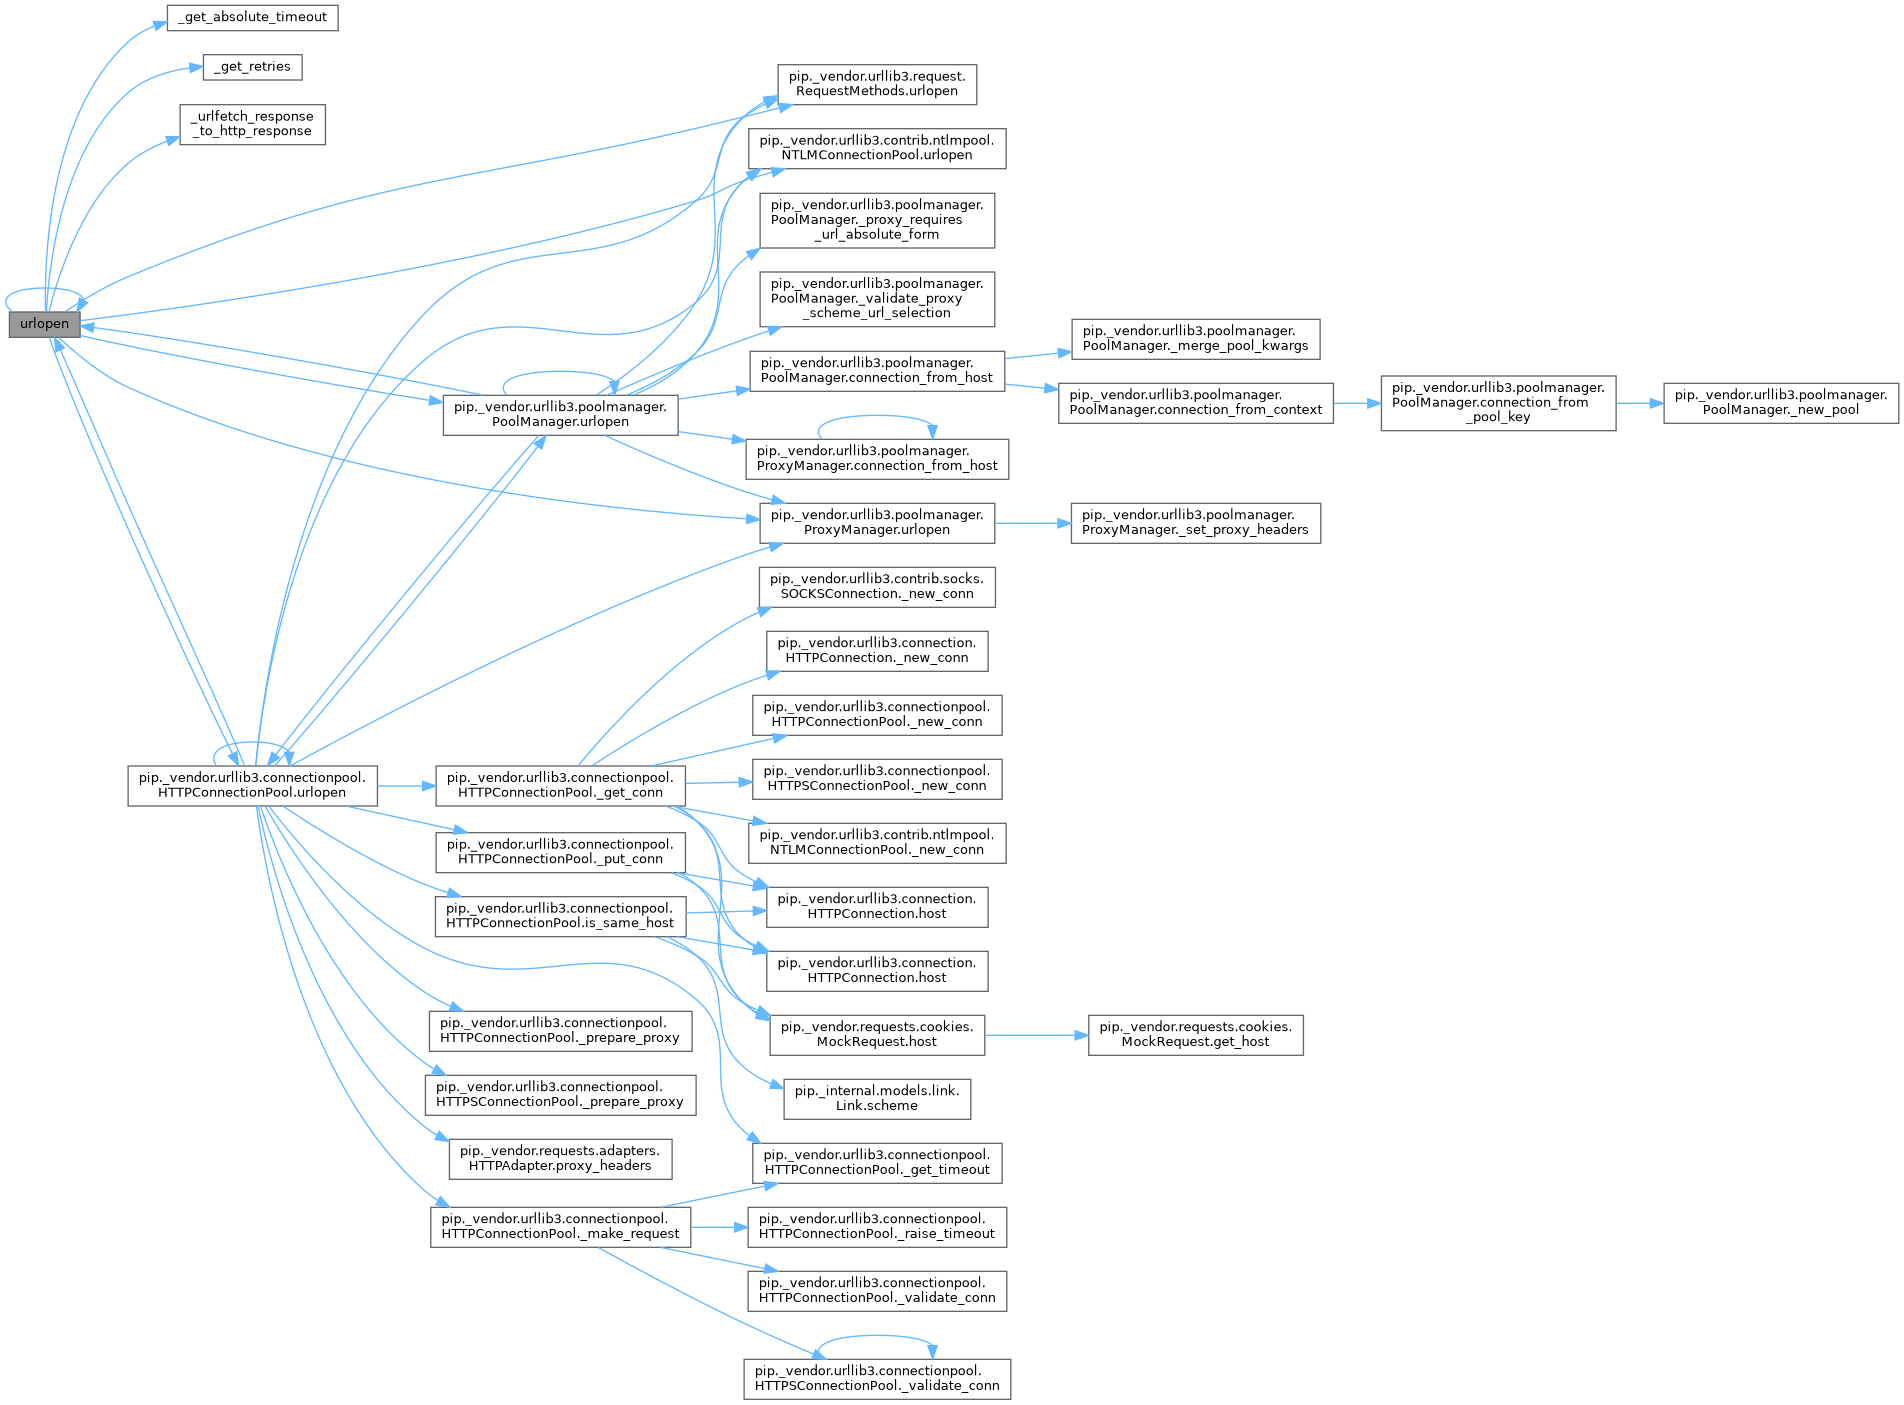 _get_absolute_timeout
_get_retries
_urlfetch_response
_to_http_response
urlopen
pip._vendor.urllib3.request.
RequestMethods.urlopen
pip._vendor.urllib3.contrib.ntlmpool.
NTLMConnectionPool.urlopen
pip._vendor.urllib3.poolmanager.
PoolManager._proxy_requires
_url_absolute_form
pip._vendor.urllib3.poolmanager.
PoolManager._validate_proxy
_scheme_url_selection
pip._vendor.urllib3.poolmanager.
PoolManager.urlopen
pip._vendor.urllib3.poolmanager.
PoolManager.connection_from_host
pip._vendor.urllib3.poolmanager.
PoolManager._merge_pool_kwargs
pip._vendor.urllib3.poolmanager.
PoolManager.connection_from_context
pip._vendor.urllib3.poolmanager.
PoolManager.connection_from
_pool_key
pip._vendor.urllib3.poolmanager.
PoolManager._new_pool
pip._vendor.urllib3.poolmanager.
ProxyManager.connection_from_host
pip._vendor.urllib3.poolmanager.
ProxyManager.urlopen
pip._vendor.urllib3.poolmanager.
ProxyManager._set_proxy_headers
pip._vendor.urllib3.connectionpool.
HTTPConnectionPool.urlopen
pip._vendor.urllib3.connectionpool.
HTTPConnectionPool._get_conn
pip._vendor.urllib3.contrib.socks.
SOCKSConnection._new_conn
pip._vendor.urllib3.connection.
HTTPConnection._new_conn
pip._vendor.urllib3.connectionpool.
HTTPConnectionPool._new_conn
pip._vendor.urllib3.connectionpool.
HTTPSConnectionPool._new_conn
pip._vendor.urllib3.contrib.ntlmpool.
NTLMConnectionPool._new_conn
pip._vendor.urllib3.connectionpool.
HTTPConnectionPool._put_conn
pip._vendor.urllib3.connectionpool.
HTTPConnectionPool.is_same_host
pip._vendor.urllib3.connection.
HTTPConnection.host
pip._vendor.urllib3.connection.
HTTPConnection.host
pip._vendor.requests.cookies.
MockRequest.host
pip._vendor.requests.cookies.
MockRequest.get_host
pip._internal.models.link.
Link.scheme
pip._vendor.urllib3.connectionpool.
HTTPConnectionPool._prepare_proxy
pip._vendor.urllib3.connectionpool.
HTTPSConnectionPool._prepare_proxy
pip._vendor.requests.adapters.
HTTPAdapter.proxy_headers
pip._vendor.urllib3.connectionpool.
HTTPConnectionPool._make_request
pip._vendor.urllib3.connectionpool.
HTTPConnectionPool._get_timeout
pip._vendor.urllib3.connectionpool.
HTTPConnectionPool._raise_timeout
pip._vendor.urllib3.connectionpool.
HTTPConnectionPool._validate_conn
pip._vendor.urllib3.connectionpool.
HTTPSConnectionPool._validate_conn